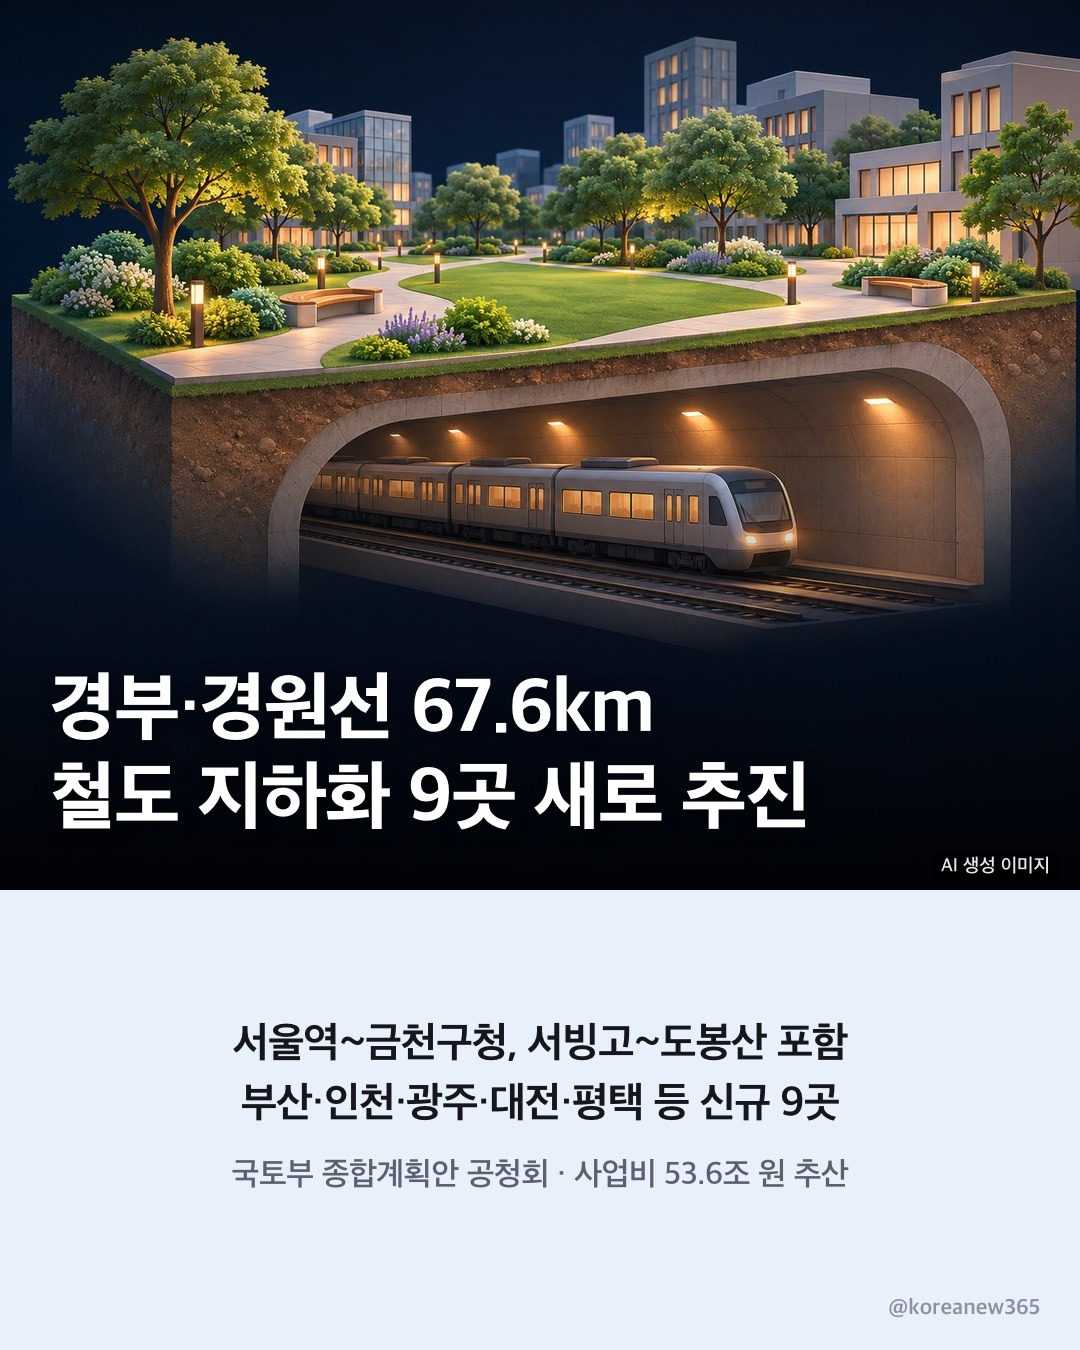 경부·경원선 67.6km
철도 지하화 9곳 새로 추진
AI 생성 이미지
서울역~금천구청, 서빙고~도봉산 포함
부산·인천·광주·대전·평택 등 신규 9곳
국토부 종합계획안 공청회 · 사업비 53.6조 원 추산
@koreanew365